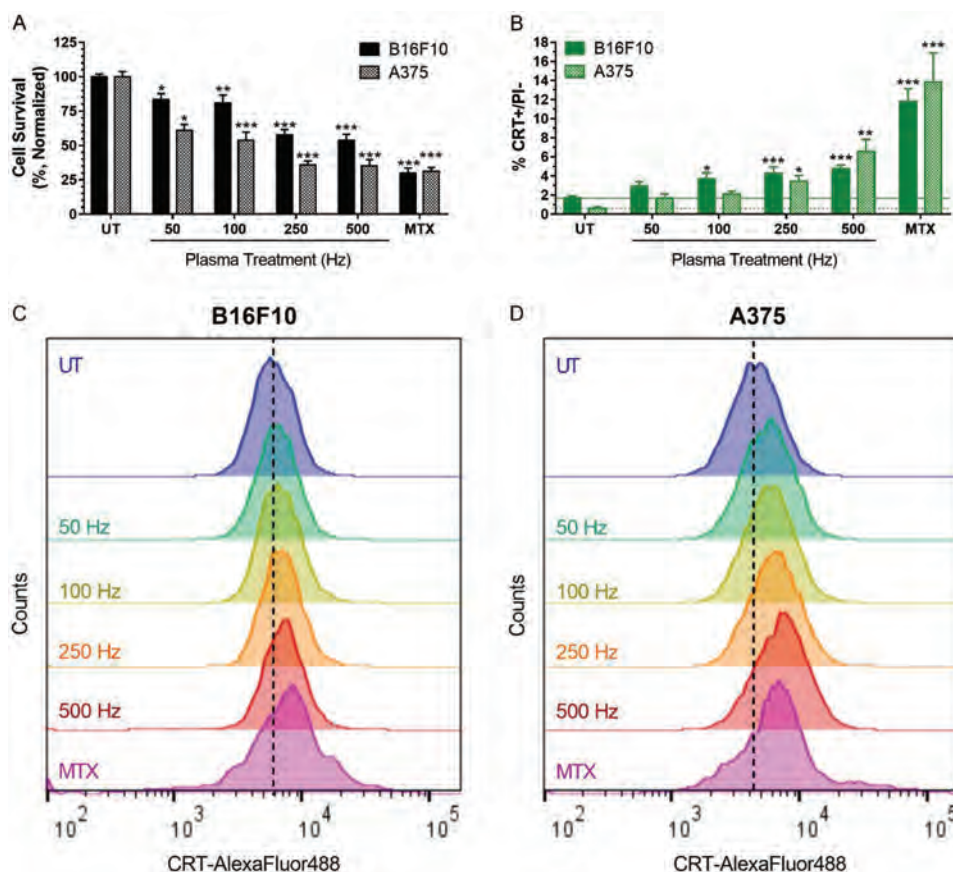 A
Cell Survival
(%, Normalized)
125
100
75
50
25
0
B16F10
A375
*
*
**
***
***
***
***
***
***
***
UT
50
100
250
500
MTX
Plasma Treatment (Hz)
B
% CRT+/PI-
18
16
14
12
10
8
6
4
2
0
B16F10
A375
*
***
*
***
**
***
***
UT
50
100
250
500
MTX
Plasma Treatment (Hz)
C
B16F10
Counts
UT
50 Hz
100 Hz
250 Hz
500 Hz
MTX
10²
10³
10⁴
10⁵
CRT-AlexaFluor488
D
A375
Counts
UT
50 Hz
100 Hz
250 Hz
500 Hz
MTX
10²
10³
10⁴
10⁵
CRT-AlexaFluor488